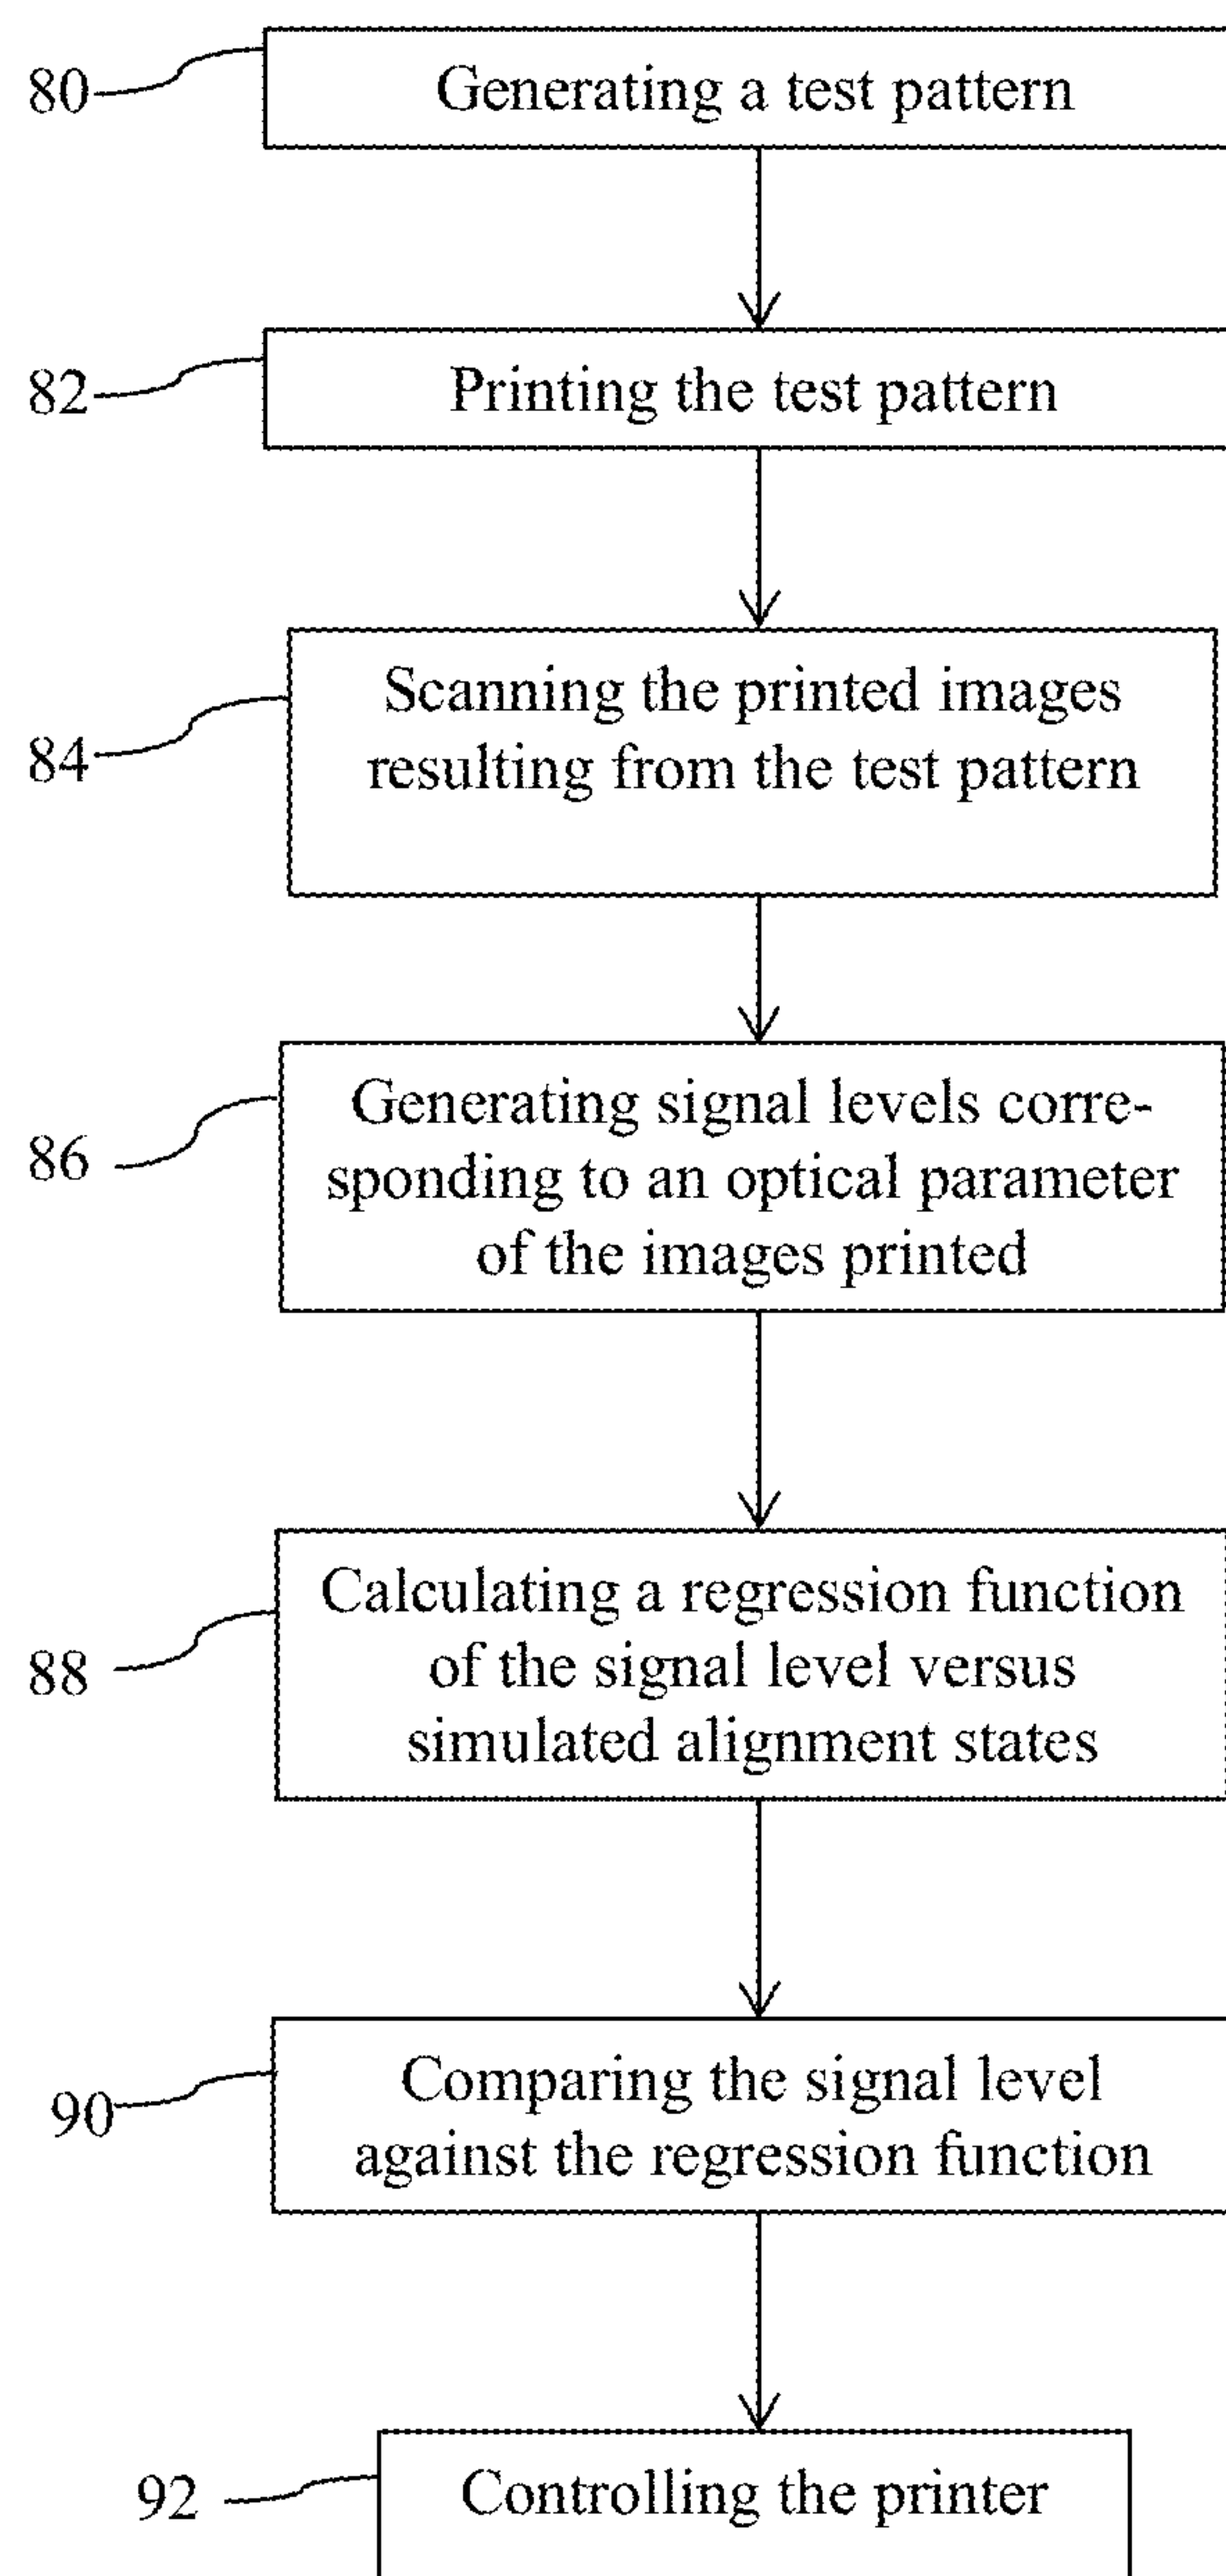 80
Generating a test pattern
82
Printing the test pattern
84
Scanning the printed images
resulting from the test pattern
86
Generating signal levels corre-
sponding to an optical parameter
of the images printed
88
Calculating a regression function
of the signal level versus
simulated alignment states
90
Comparing the signal level
against the regression function
92
Controlling the printer